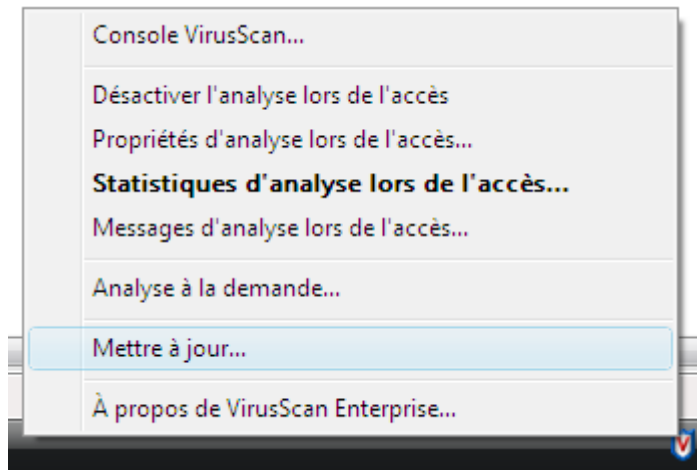 Console VirusScan...
Désactiver l'analyse lors de l'accès
Propriétés d'analyse lors de l'accès...
Statistiques d'analyse lors de l'accès...
Messages d'analyse lors de l'accès...
Analyse à la demande...
Mettre à jour...
À propos de VirusScan Enterprise...